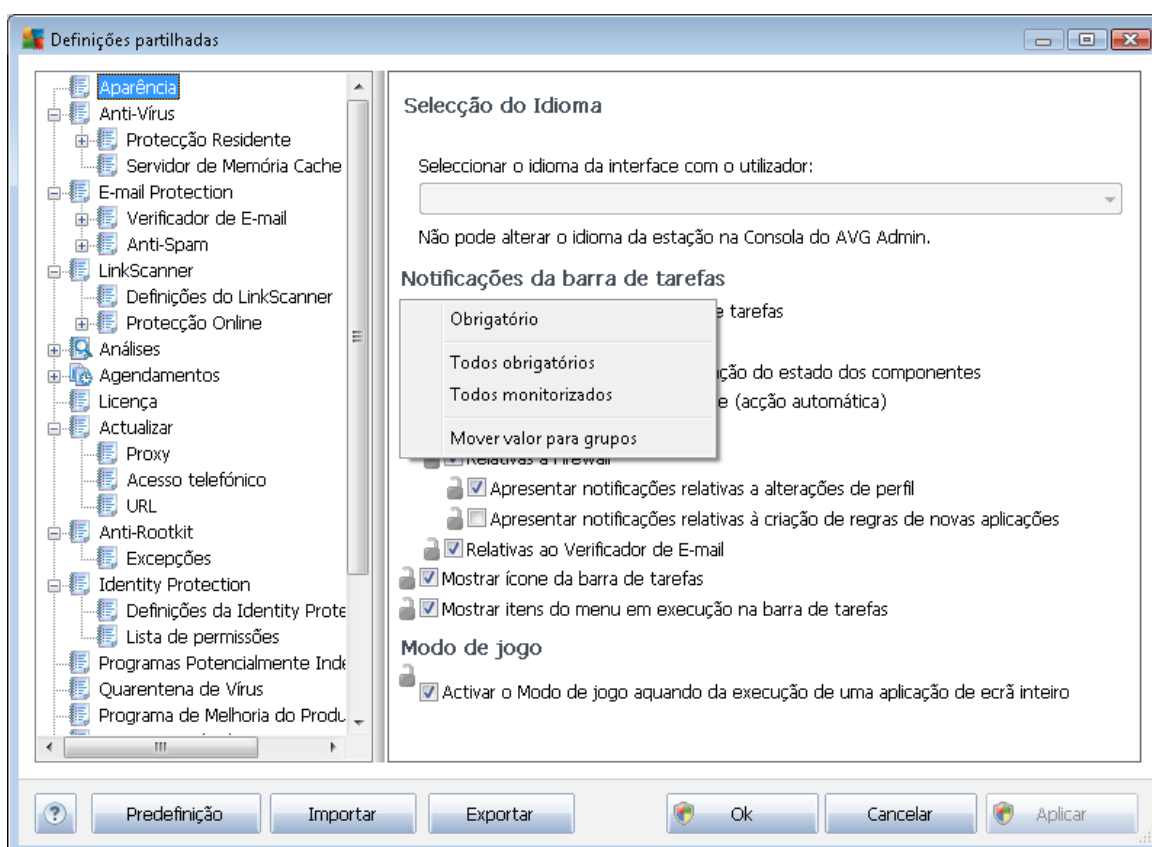 Definições partilhadas
Aparência
Anti-Vírus
Protecção Residente
Servidor de Memória Cache
E-mail Protection
Verificador de E-mail
Anti-Spam
LinkScanner
Definições do LinkScanner
Protecção Online
Análises
Agendamentos
Licença
Actualizar
Proxy
Acesso telefónico
URL
Anti-Rootkit
Excepções
Identity Protection
Definições da Identity Prote
Lista de permissões
Programas Potencialmente Inde
Quarentena de Vírus
Programa de Melhoria do Produ
Selecção do Idioma
Seleccionar o idioma da interface com o utilizador:
Não pode alterar o idioma da estação na Consola do AVG Admin.
Notificações da barra de tarefas
e tarefas
Obrigatório
Todos obrigatórios
ção do estado dos componentes
Todos monitorizados
e (acção automática)
Mover valor para grupos
Relativas à Firewall
Apresentar notificações relativas a alterações de perfil
Apresentar notificações relativas à criação de regras de novas aplicações
Relativas ao Verificador de E-mail
Mostrar ícone da barra de tarefas
Mostrar itens do menu em execução na barra de tarefas
Modo de jogo
Activar o Modo de jogo aquando da execução de uma aplicação de ecrã inteiro
? Predefinição Importar Exportar Ok Cancelar Aplicar